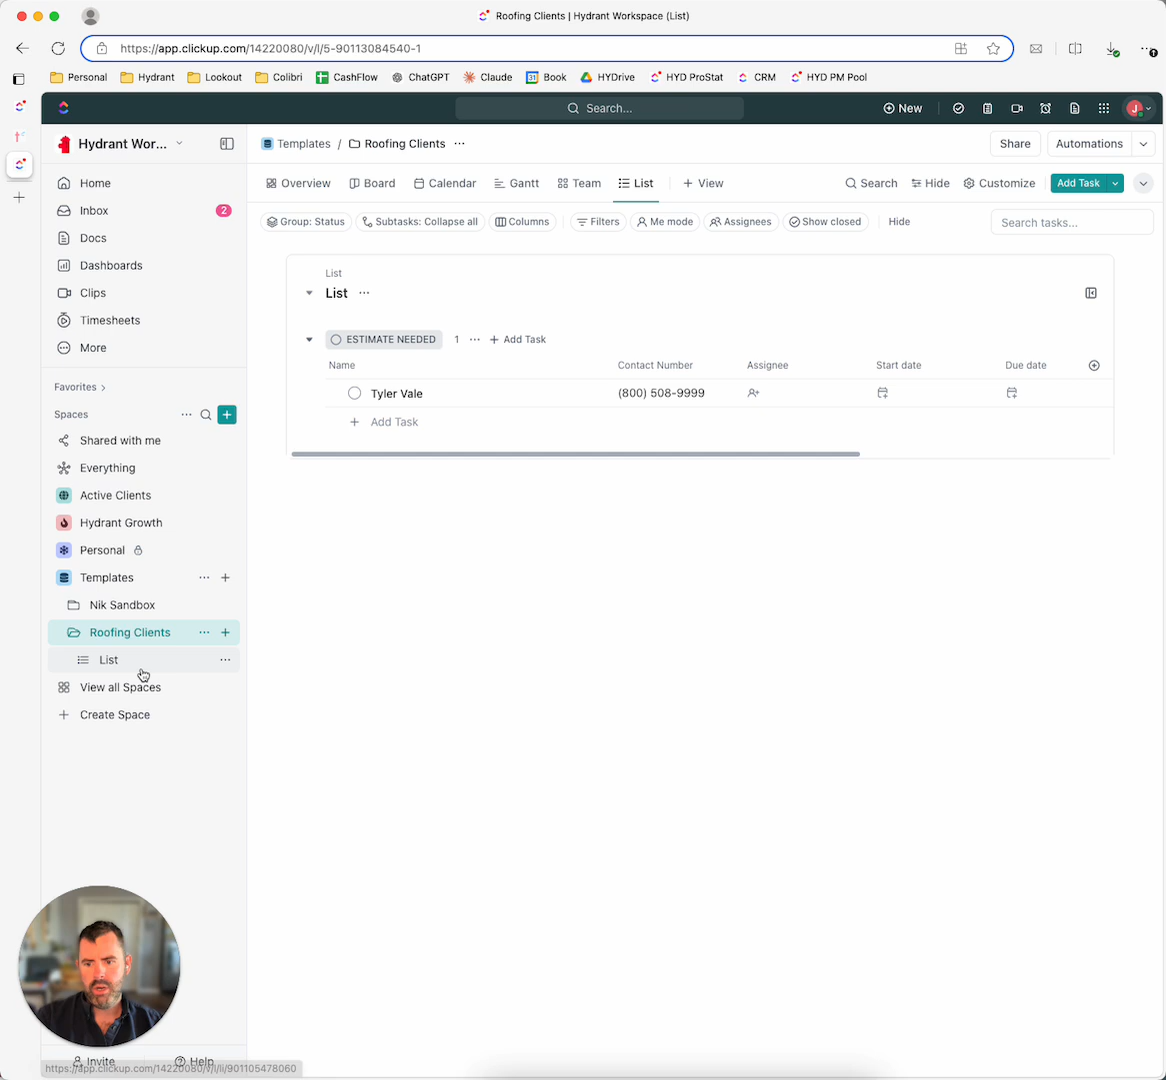 Roofing Clients | Hydrant Workspace (List)
https://app.clickup.com/14220080/v/l/5-90113084540-1
Personal Hydrant Lookout Colibri CashFlow ChatGPT Claude Book HYDrive HYD ProStat CRM HYD PM Pool
Search... New J
Hydrant Wor... Templates / Roofing Clients ... Share Automations
Overview Board Calendar Gantt Team List + View Search Hide Customize Add Task
Group: Status Subtasks: Collapse all Columns Filters Me mode Assignees Show closed Hide Search tasks...
Home
Inbox 2
Docs
Dashboards
Clips
Timesheets
More
Favorites >
Spaces ... +
Shared with me
Everything
Active Clients
Hydrant Growth
Personal
Templates ... +
Nik Sandbox
Roofing Clients ... +
List ...
View all Spaces
+ Create Space
Invite Help
https://app.clickup.com/14220080/v/li/901105478060
List
List ...
ESTIMATE NEEDED 1 ... + Add Task
Name Contact Number Assignee Start date Due date
Tyler Vale (800) 508-9999
+ Add Task